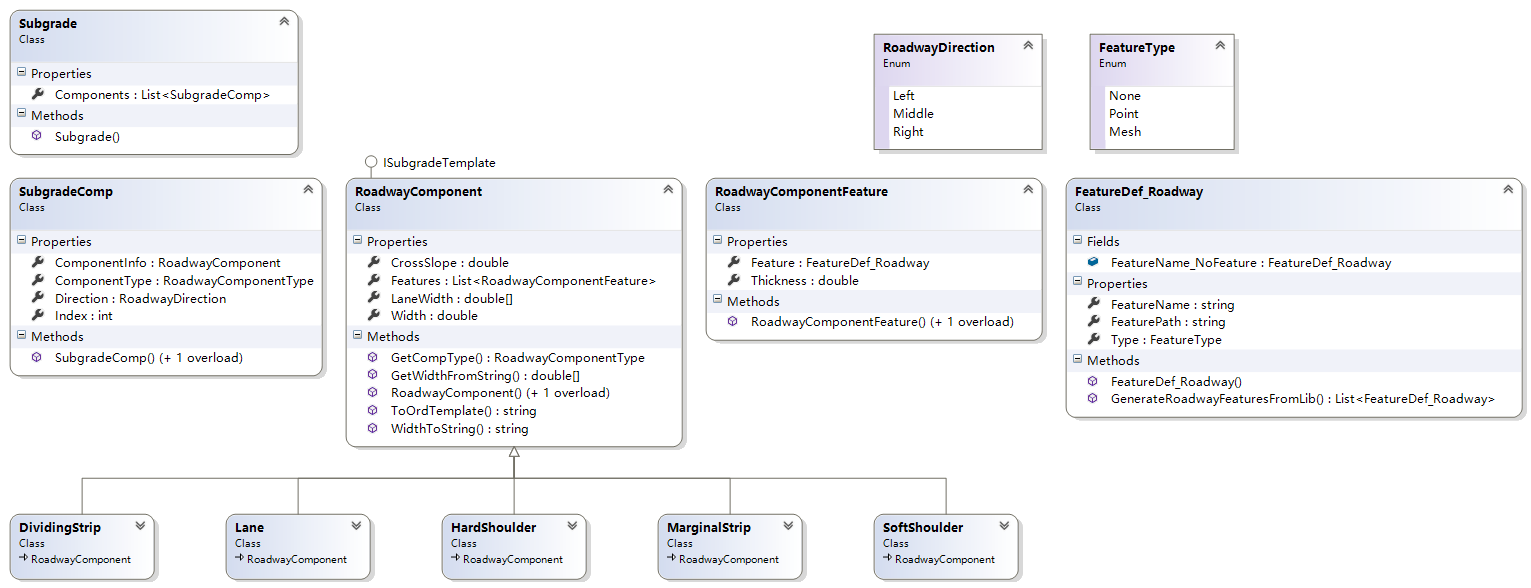 Subgrade
Class
Properties
Components : List<SubgradeComp>
Methods
Subgrade()
RoadwayDirection
Enum
Left
Middle
Right
FeatureType
Enum
None
Point
Mesh
SubgradeComp
Class
Properties
ComponentInfo : RoadwayComponent
ComponentType : RoadwayComponentType
Direction : RoadwayDirection
Index : int
Methods
SubgradeComp() (+ 1 overload)
ISubgradeTemplate
RoadwayComponent
Class
Properties
CrossSlope : double
Features : List<RoadwayComponentFeature>
LaneWidth : double[]
Width : double
Methods
GetCompType() : RoadwayComponentType
GetWidthFromString() : double[]
RoadwayComponent() (+ 1 overload)
ToOrdTemplate() : string
WidthToString() : string
RoadwayComponentFeature
Class
Properties
Feature : FeatureDef_Roadway
Thickness : double
Methods
RoadwayComponentFeature() (+ 1 overload)
FeatureDef_Roadway
Class
Fields
FeatureName_NoFeature : FeatureDef_Roadway
Properties
FeatureName : string
FeaturePath : string
Type : FeatureType
Methods
FeatureDef_Roadway()
GenerateRoadwayFeaturesFromLib() : List<FeatureDef_Roadway>
DividingStrip
Class
RoadwayComponent
Lane
Class
RoadwayComponent
HardShoulder
Class
RoadwayComponent
MarginalStrip
Class
RoadwayComponent
SoftShoulder
Class
RoadwayComponent